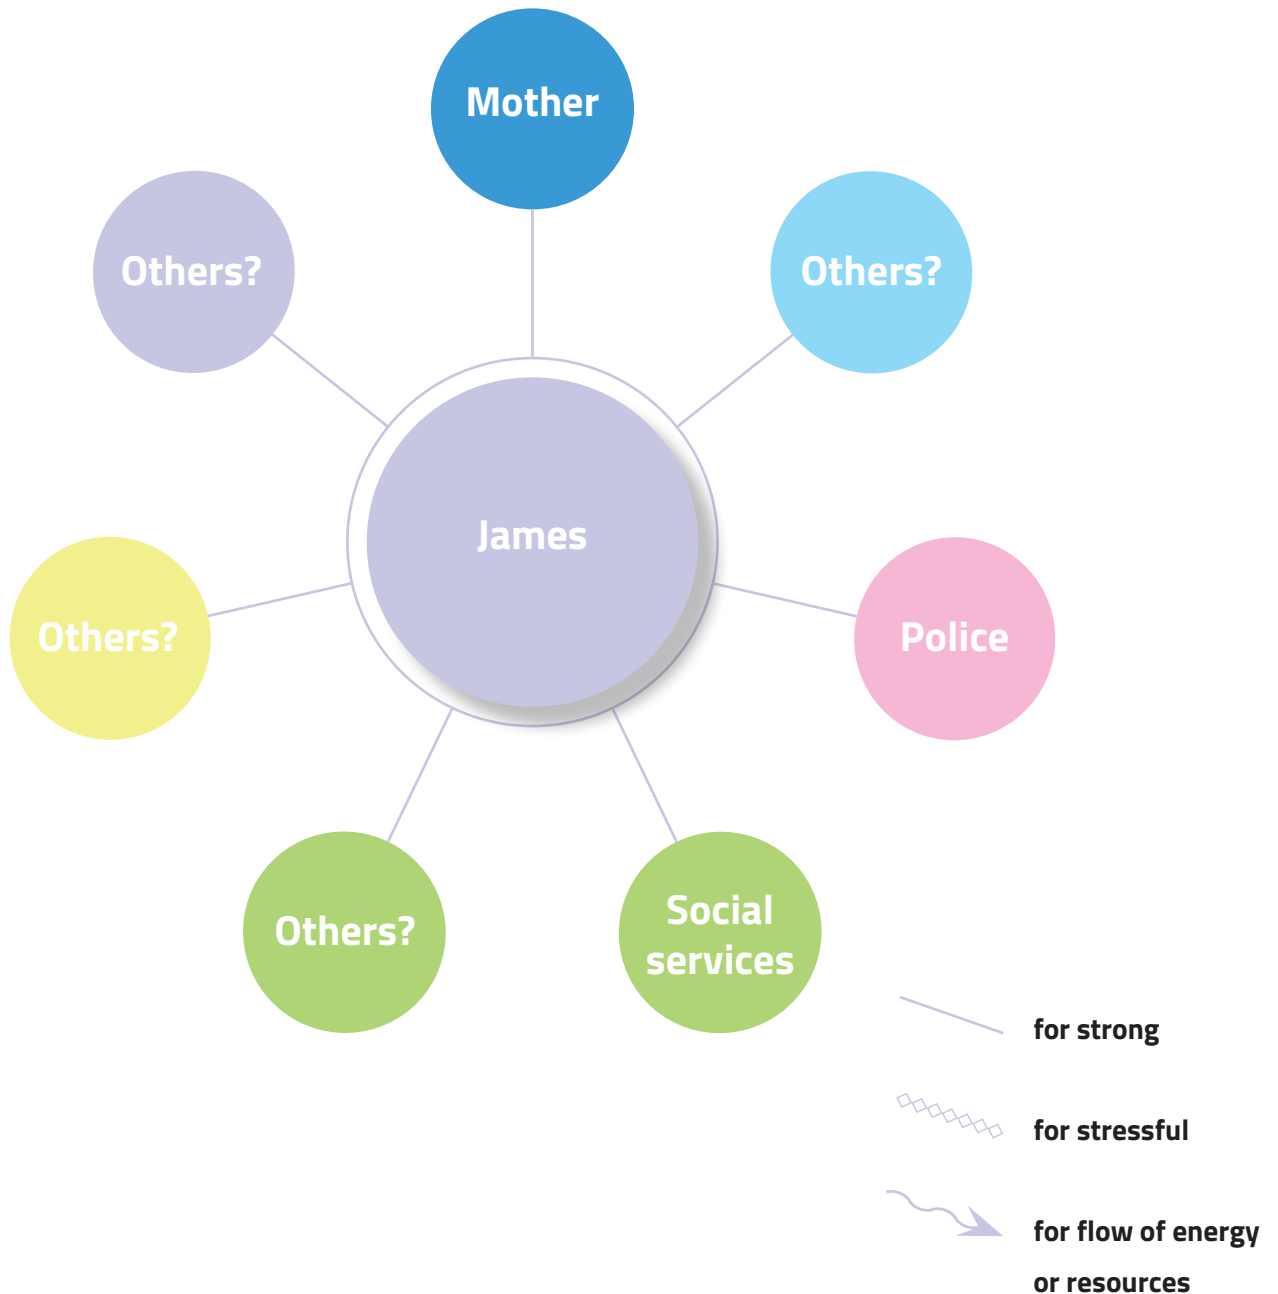 Mother
Others?
Others?
James
Others?
Police
Others?
Social
services
for strong
for stressful
for flow of energy
or resources